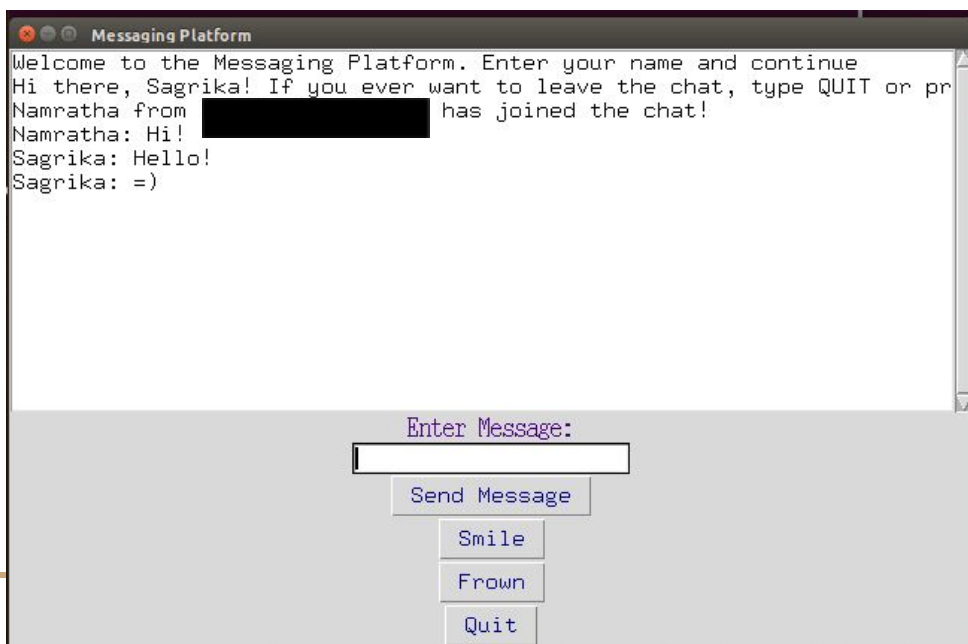 Messaging Platform
Welcome to the Messaging Platform. Enter your name and continue
Hi there, Sagrika! If you ever want to leave the chat, type QUIT or pr
Namratha from has joined the chat!
Namratha: Hi!
Sagrika: Hello!
Sagrika: =)
Enter Message:
Send Message
Smile
Frown
Quit